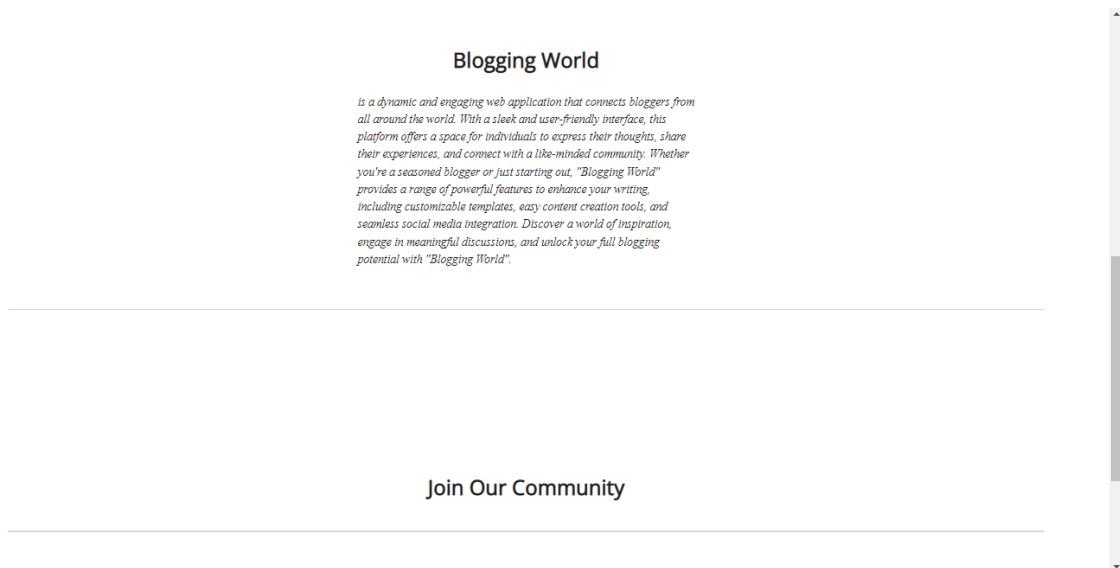 Blogging World
is a dynamic and engaging web application that connects bloggers from
all around the world. With a sleek and user-friendly interface, this
platform offers a space for individuals to express their thoughts, share
their experiences, and connect with a like-minded community. Whether
you're a seasoned blogger or just starting out, "Blogging World"
provides a range of powerful features to enhance your writing,
including customizable templates, easy content creation tools, and
seamless social media integration. Discover a world of inspiration,
engage in meaningful discussions, and unlock your full blogging
potential with "Blogging World".
Join Our Community